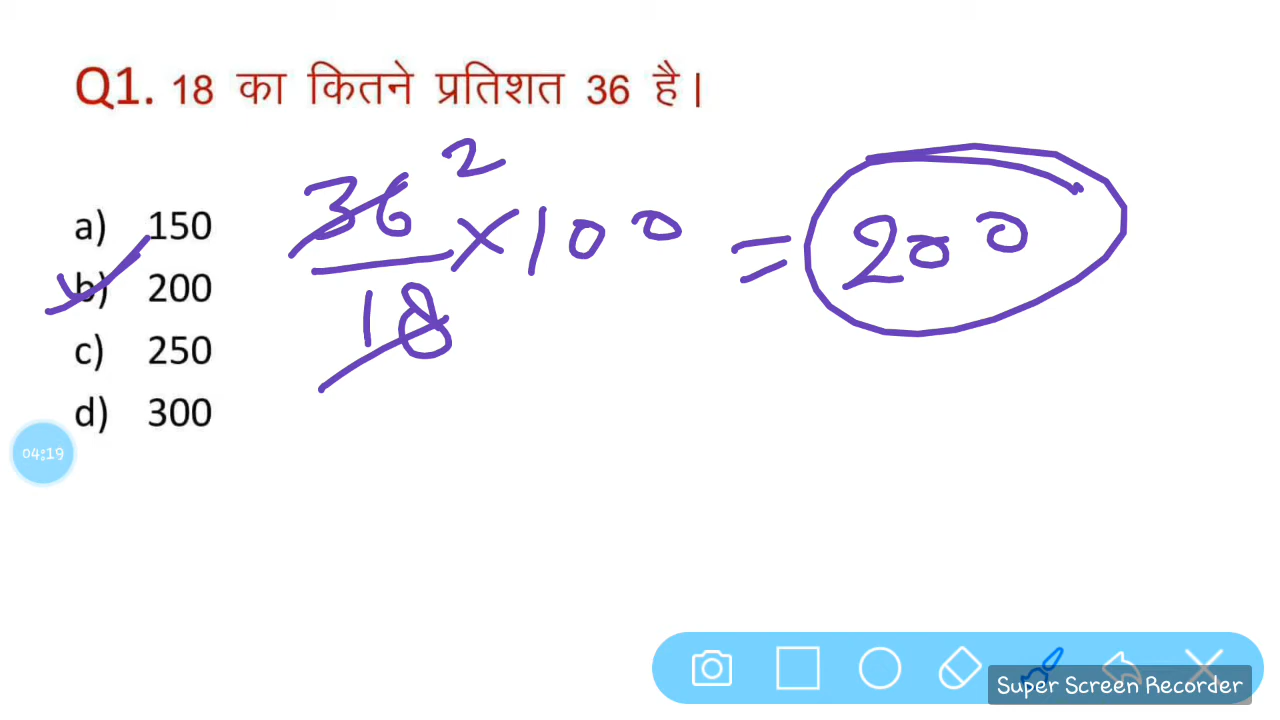 Q1. 18 का कितने प्रतिशत 36 है।
a) 150
b) 200
c) 250
d) 300
36 2
18
×100 = 200
04:19
Super Screen Recorder